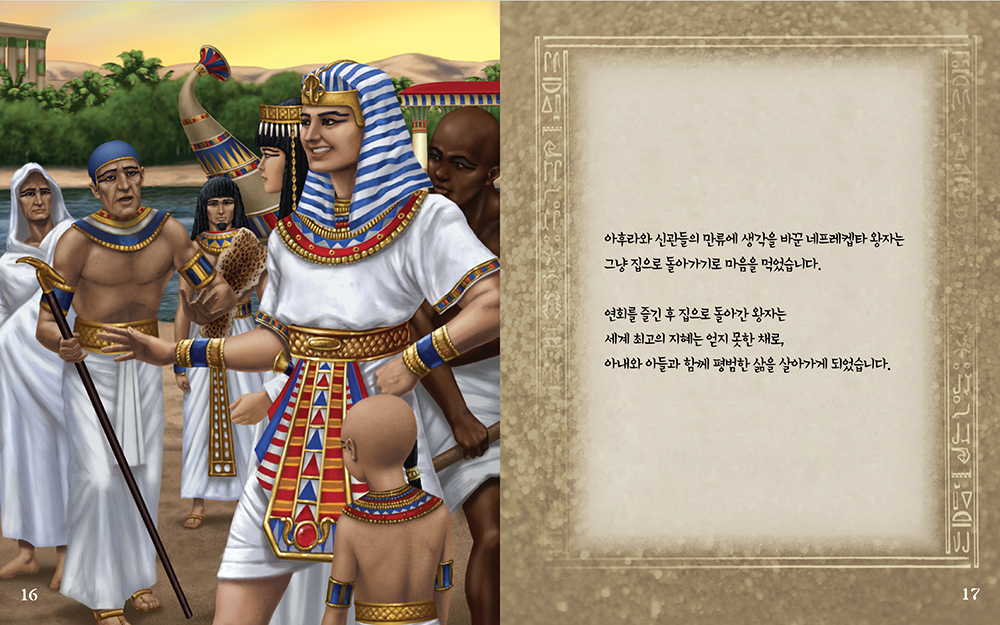 아후라와 신관들의 만류에 생각을 바꾼 네프레켑타 왕자는
그냥 집으로 돌아가기로 마음을 먹었습니다.
연회를 즐긴 후 집으로 돌아간 왕자는
세계 최고의 지혜는 얻지 못한 채로,
아내와 아들과 함께 평범한 삶을 살아가게 되었습니다.
16
17